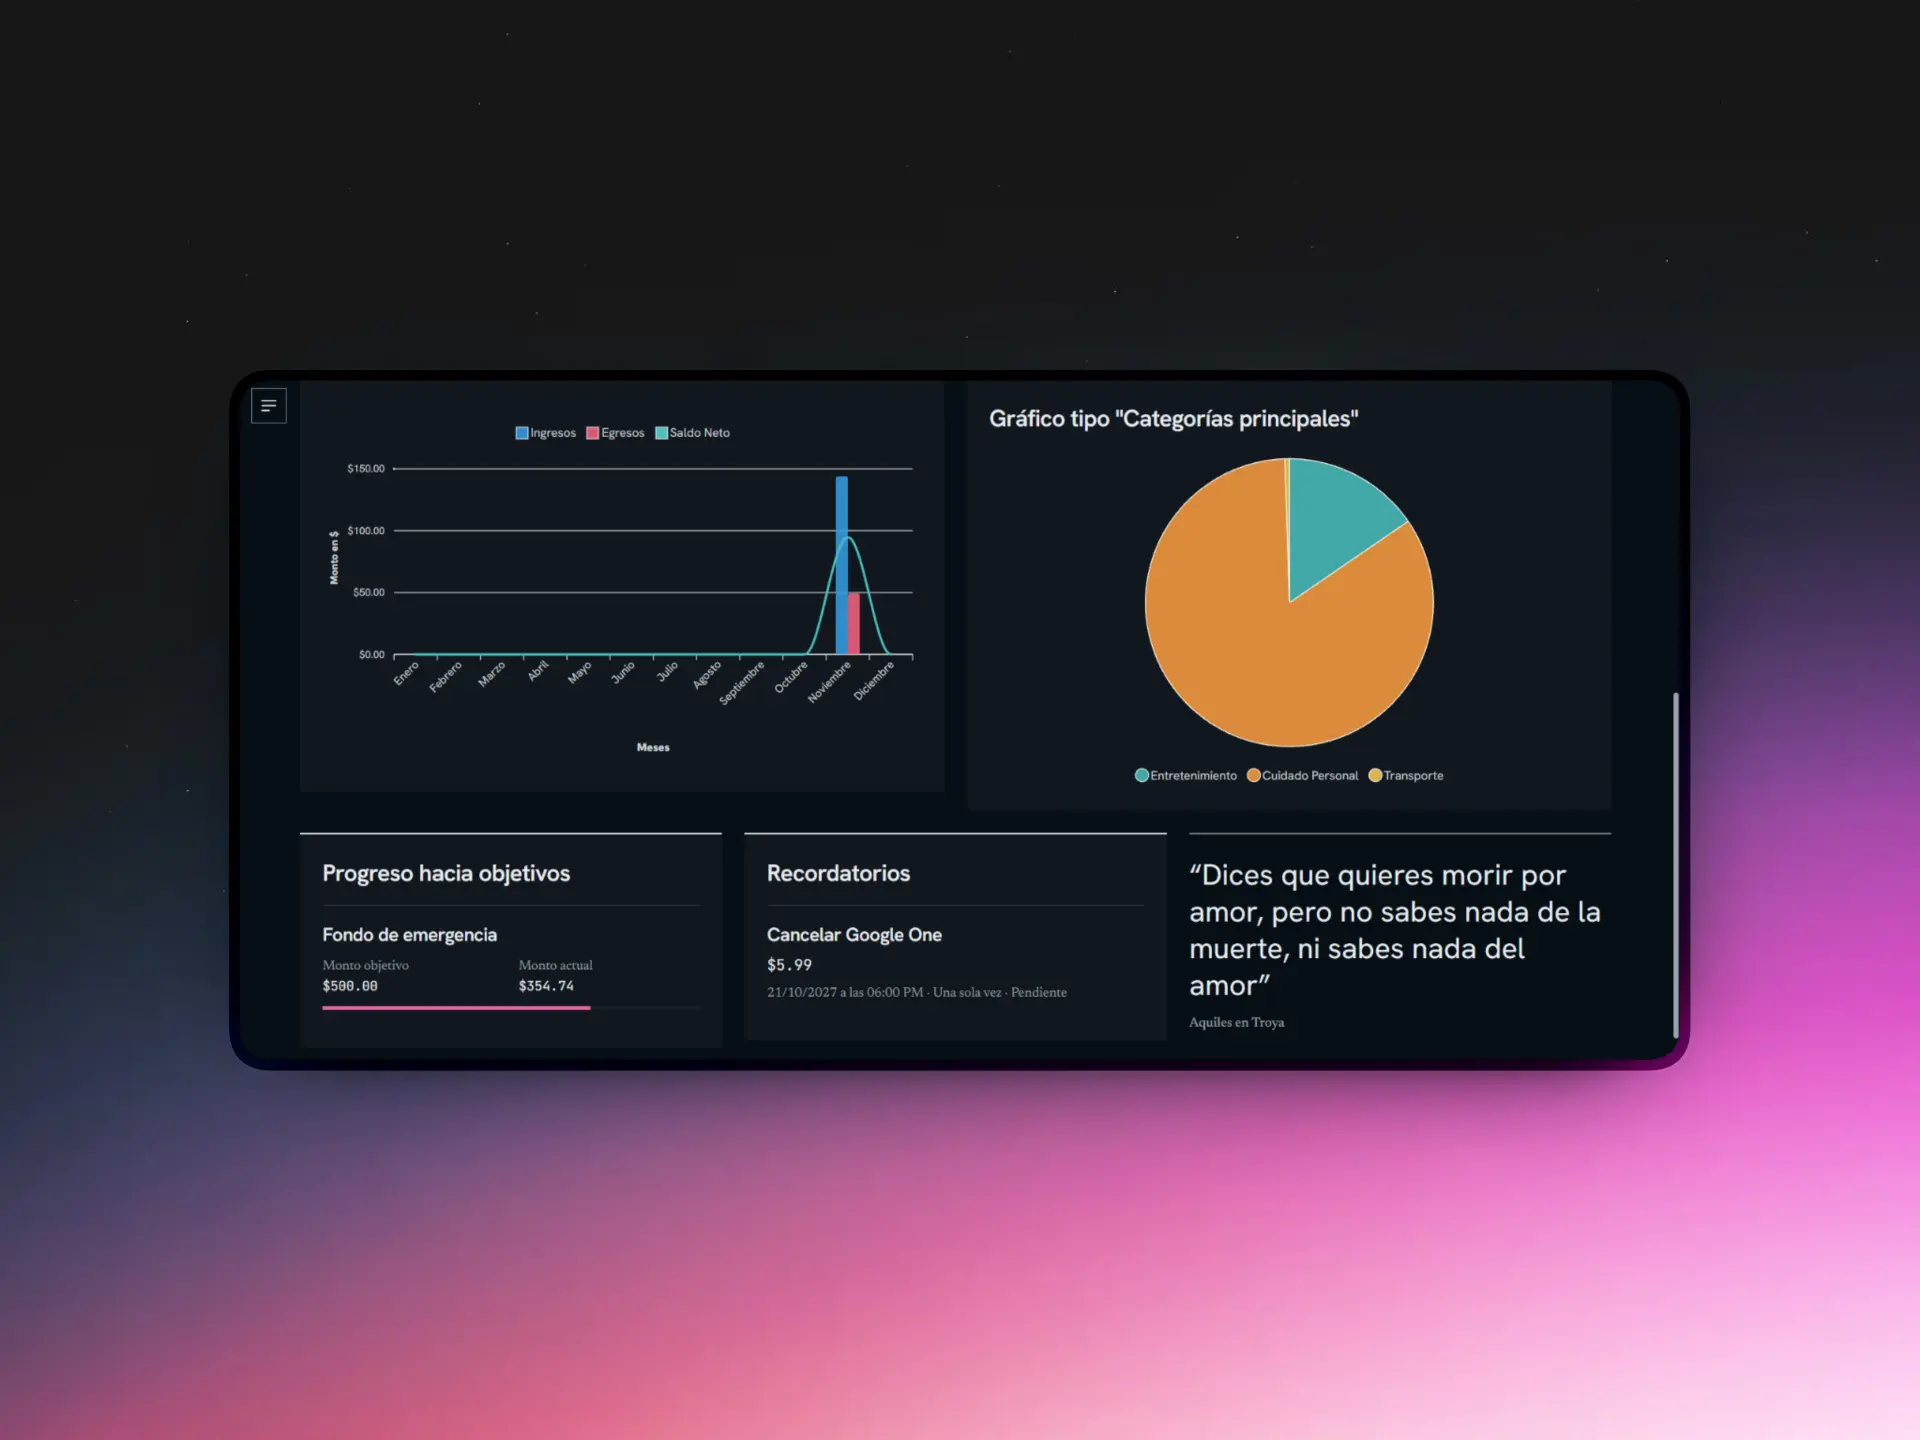 Ingresos Egresos Saldo Neto
$150.00
$100.00
$50.00
$0.00
Monto en $
Enero Febrero Marzo Abril Mayo Junio Julio Agosto Septiembre Octubre Noviembre Diciembre
Meses
Gráfico tipo "Categorías principales"
Entretenimiento Cuidado Personal Transporte
Progreso hacia objetivos
Fondo de emergencia
Monto objetivo Monto actual
$500.00 $354.74
Recordatorios
Cancelar Google One
$5.99
21/10/2027 a las 06:00 PM · Una sola vez · Pendiente
“Dices que quieres morir por
amor, pero no sabes nada de la
muerte, ni sabes nada del
amor”
Aquiles en Troya